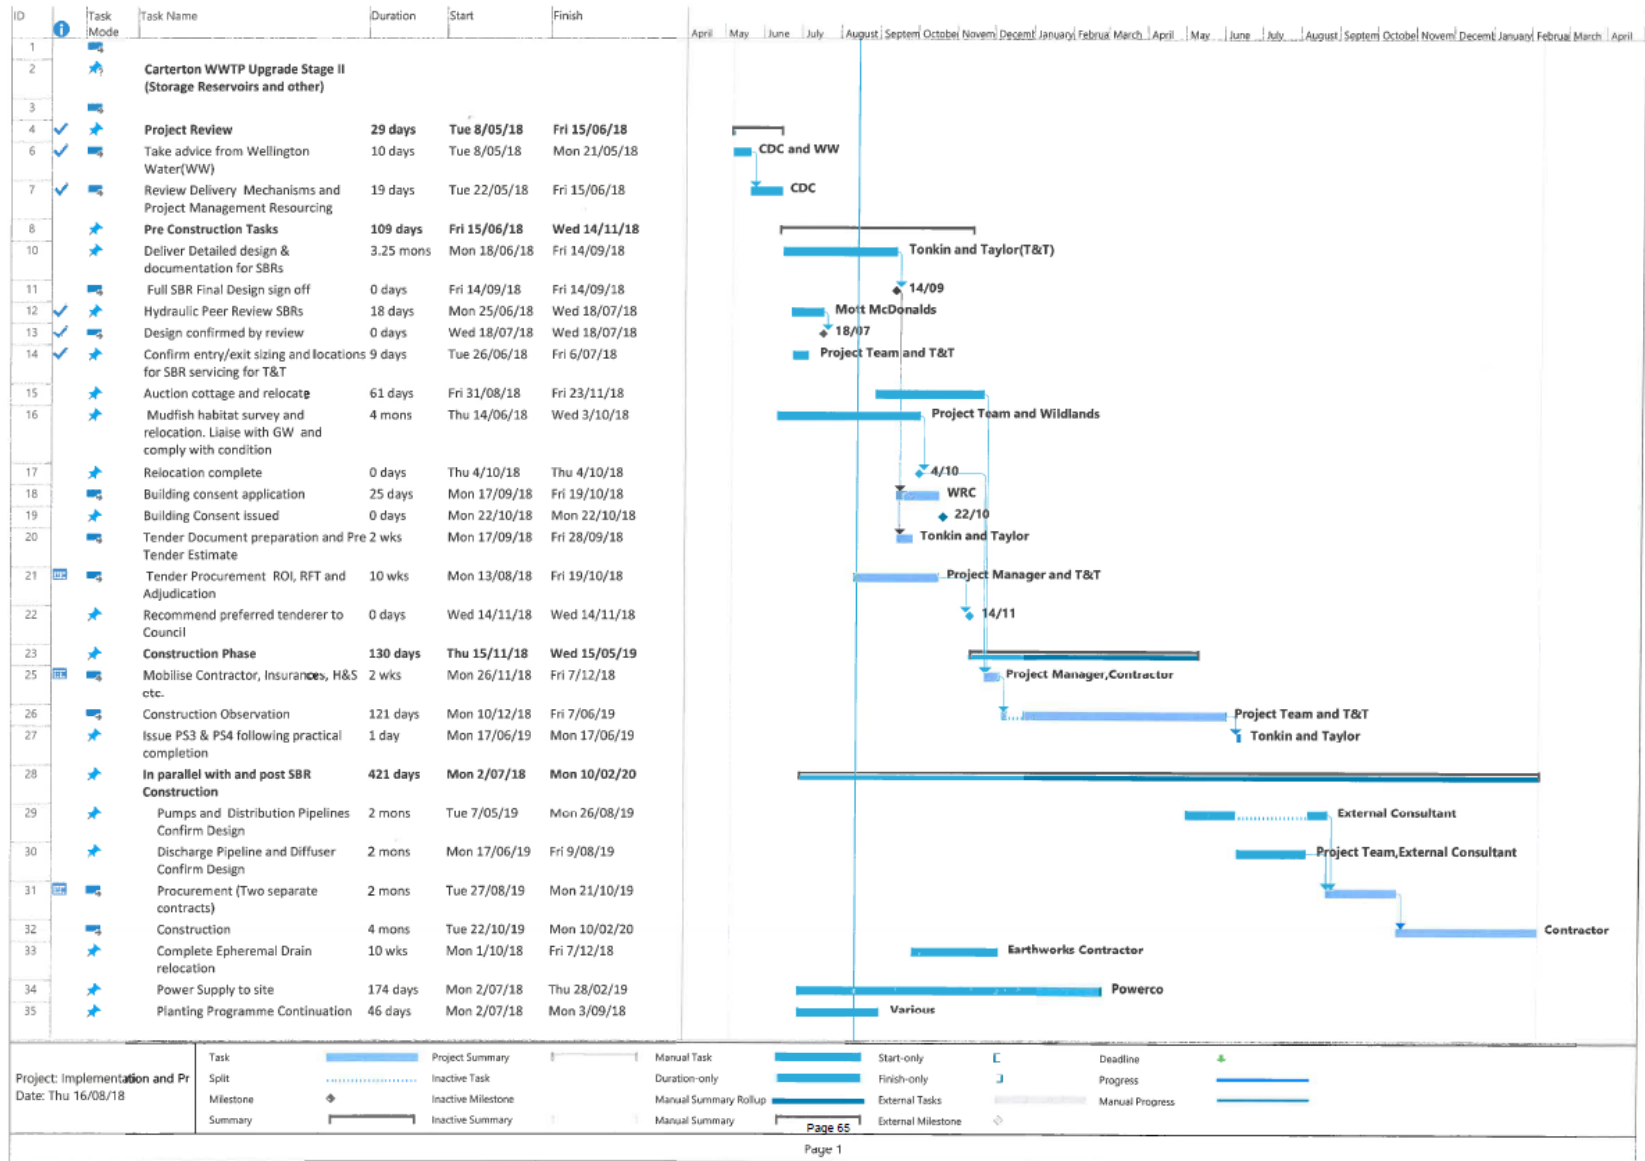 ID Task Mode Task Name Duration Start Finish
April May June July August Septem Octobe Novem Decemt January Februa March April May June July August Septem Octobe Novem Decemt January Februa March April
1
2 Carterton WWTP Upgrade Stage II
(Storage Reservoirs and other)
3
4 Project Review 29 days Tue 8/05/18 Fri 15/06/18
6 Take advice from Wellington 10 days Tue 8/05/18 Mon 21/05/18 CDC and WW
Water(WW)
7 Review Delivery Mechanisms and 19 days Tue 22/05/18 Fri 15/06/18 CDC
Project Management Resourcing
8 Pre Construction Tasks 109 days Fri 15/06/18 Wed 14/11/18
10 Deliver Detailed design & 3.25 mons Mon 18/06/18 Fri 14/09/18 Tonkin and Taylor(T&T)
documentation for SBRs
11 Full SBR Final Design sign off 0 days Fri 14/09/18 Fri 14/09/18 14/09
12 Hydraulic Peer Review SBRs 18 days Mon 25/06/18 Wed 18/07/18 Mott McDonalds
13 Design confirmed by review 0 days Wed 18/07/18 Wed 18/07/18 18/07
14 Confirm entry/exit sizing and locations 9 days Tue 26/06/18 Fri 6/07/18 Project Team and T&T
for SBR servicing for T&T
15 Auction cottage and relocate 61 days Fri 31/08/18 Fri 23/11/18
16 Mudfish habitat survey and 4 mons Thu 14/06/18 Wed 3/10/18 Project Team and Wildlands
relocation. Liaise with GW and
comply with condition
17 Relocation complete 0 days Thu 4/10/18 Thu 4/10/18 4/10
18 Building consent application 25 days Mon 17/09/18 Fri 19/10/18 WRC
19 Building Consent issued 0 days Mon 22/10/18 Mon 22/10/18 22/10
20 Tender Document preparation and Pre 2 wks Mon 17/09/18 Fri 28/09/18 Tonkin and Taylor
Tender Estimate
21 Tender Procurement ROI, RFT and 10 wks Mon 13/08/18 Fri 19/10/18 Project Manager and T&T
Adjudication
22 Recommend preferred tenderer to 0 days Wed 14/11/18 Wed 14/11/18 14/11
Council
23 Construction Phase 130 days Thu 15/11/18 Wed 15/05/19
25 Mobilise Contractor, Insurances, H&S 2 wks Mon 26/11/18 Fri 7/12/18 Project Manager,Contractor
etc.
26 Construction Observation 121 days Mon 10/12/18 Fri 7/06/19 Project Team and T&T
27 Issue PS3 & PS4 following practical 1 day Mon 17/06/19 Mon 17/06/19 Tonkin and Taylor
completion
28 In parallel with and post SBR 421 days Mon 2/07/18 Mon 10/02/20
Construction
29 Pumps and Distribution Pipelines 2 mons Tue 7/05/19 Mon 26/08/19 External Consultant
Confirm Design
30 Discharge Pipeline and Diffuser 2 mons Mon 17/06/19 Fri 9/08/19 Project Team,External Consultant
Confirm Design
31 Procurement (Two separate 2 mons Tue 27/08/19 Mon 21/10/19
contracts)
32 Construction 4 mons Tue 22/10/19 Mon 10/02/20 Contractor
33 Complete Epheremal Drain 10 wks Mon 1/10/18 Fri 7/12/18 Earthworks Contractor
relocation
34 Power Supply to site 174 days Mon 2/07/18 Thu 28/02/19 Powerco
35 Planting Programme Continuation 46 days Mon 2/07/18 Mon 3/09/18 Various
Task Project Summary Manual Task Start-only Deadline
Project: Implementation and Pr Split Inactive Task Duration-only Finish-only Progress
Date: Thu 16/08/18 Milestone Inactive Milestone Manual Summary Rollup External Tasks Manual Progress
Summary Inactive Summary Manual Summary External Milestone
Page 65
Page 1